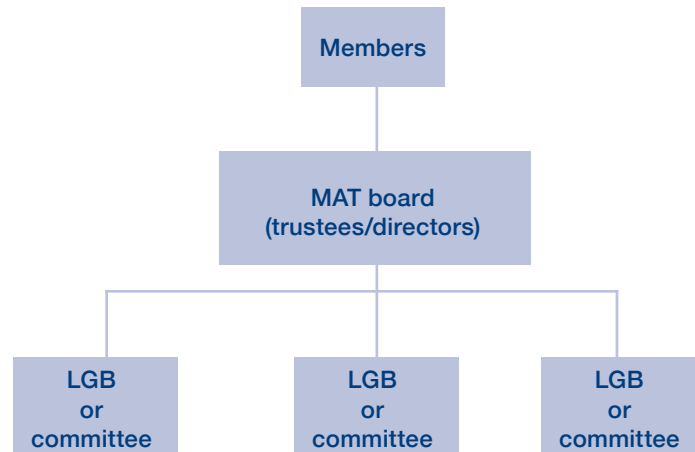 Members
MAT board
(trustees/directors)
LGB
or
committee
LGB
or
committee
LGB
or
committee